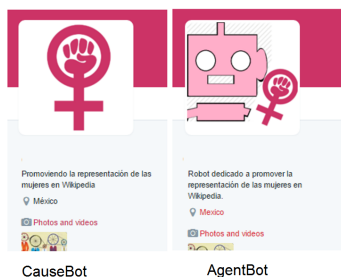 Promoviendo la representación de las
mujeres en Wikipedia
México
Photos and videos
CauseBot
Robot dedicado a promover la
representación de las mujeres en
Wikipedia.
México
Photos and videos
AgentBot